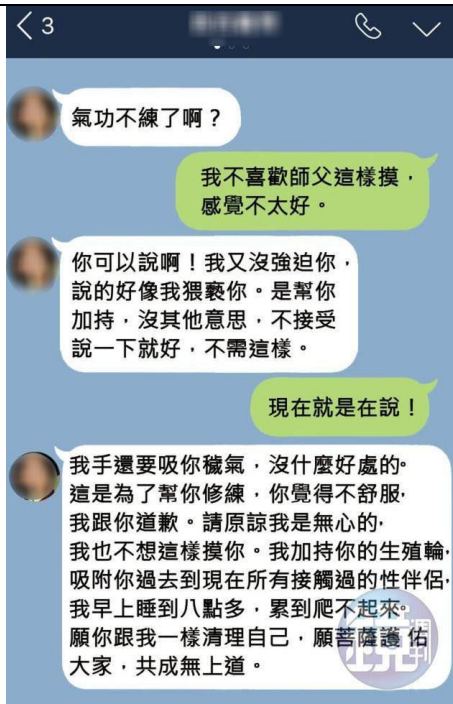 3
氣功不練了啊？
我不喜歡師父這樣摸，
感覺不太好。
你可以說啊！我又沒強迫你，
說的好像我猥褻你。是幫你
加持，沒其他意思，不接受
說一下就好，不需這樣。
現在就是在說！
我手還要吸你穢氣，沒什麼好處的。
這是為了幫你修練，你覺得不舒服，
我跟你道歉。請原諒我是無心的，
我也不想這樣摸你。我加持你的生殖輪，
吸附你過去到現在所有接觸過的性伴侶，
我早上睡到八點多，累到爬不起來。
願你跟我一樣清理自己，願菩薩護佑
大家，共成無上道。